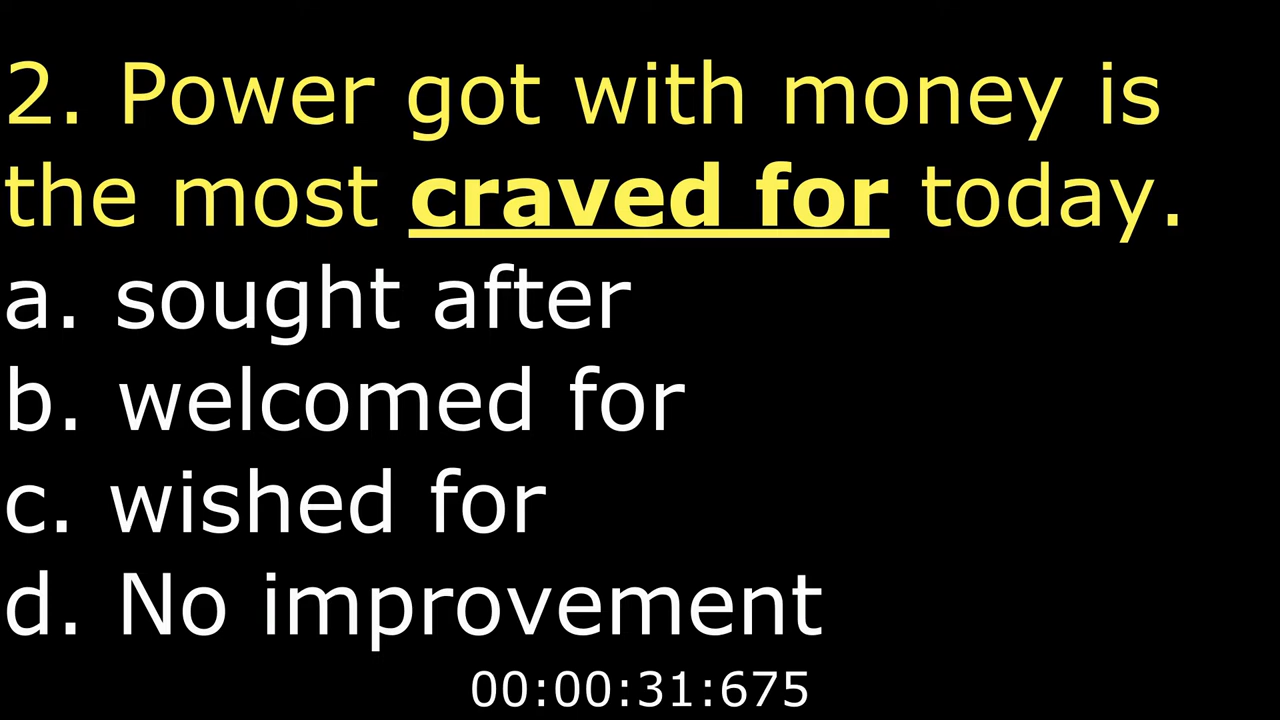 2. Power got with money is
the most craved for today.
a. sought after
b. welcomed for
c. wished for
d. No improvement
00:00:31:675